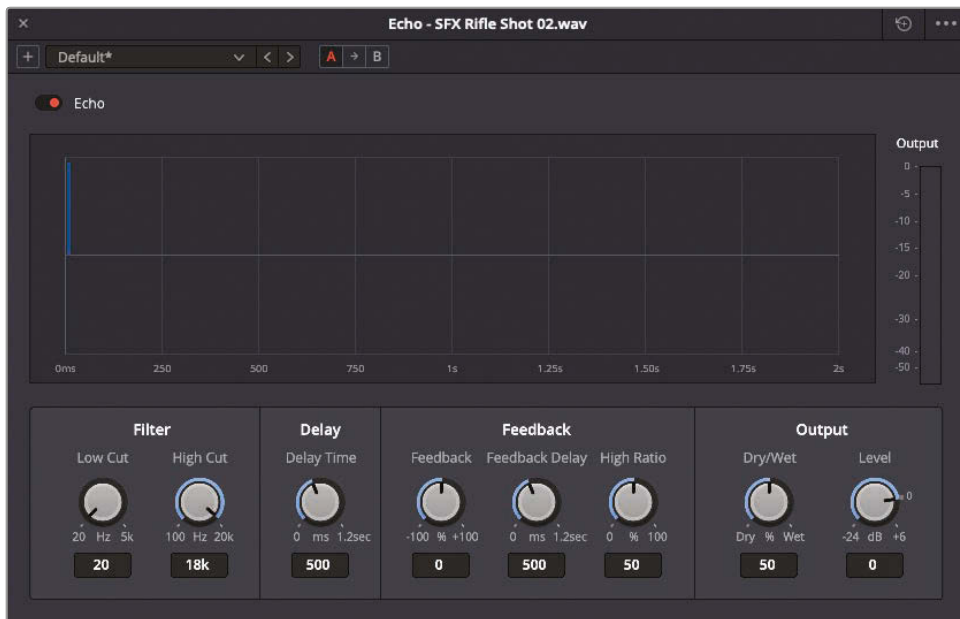 Echo - SFX Rifle Shot 02.wav
Default*
A
B
Echo
Output
0
-5
-10
-15
-20
-30
-40
-50
0ms 250 500 750 1s 1.25s 1.50s 1.75s 2s
Filter Delay Feedback Output
Low Cut High Cut Delay Time Feedback Feedback Delay High Ratio Dry/Wet Level
0
20 Hz 5k 100 Hz 20k 0 ms 1.2sec -100 % +100 0 ms 1.2sec 0 % 100 Dry % Wet -24 dB +6
20 18k 500 0 500 50 50 0